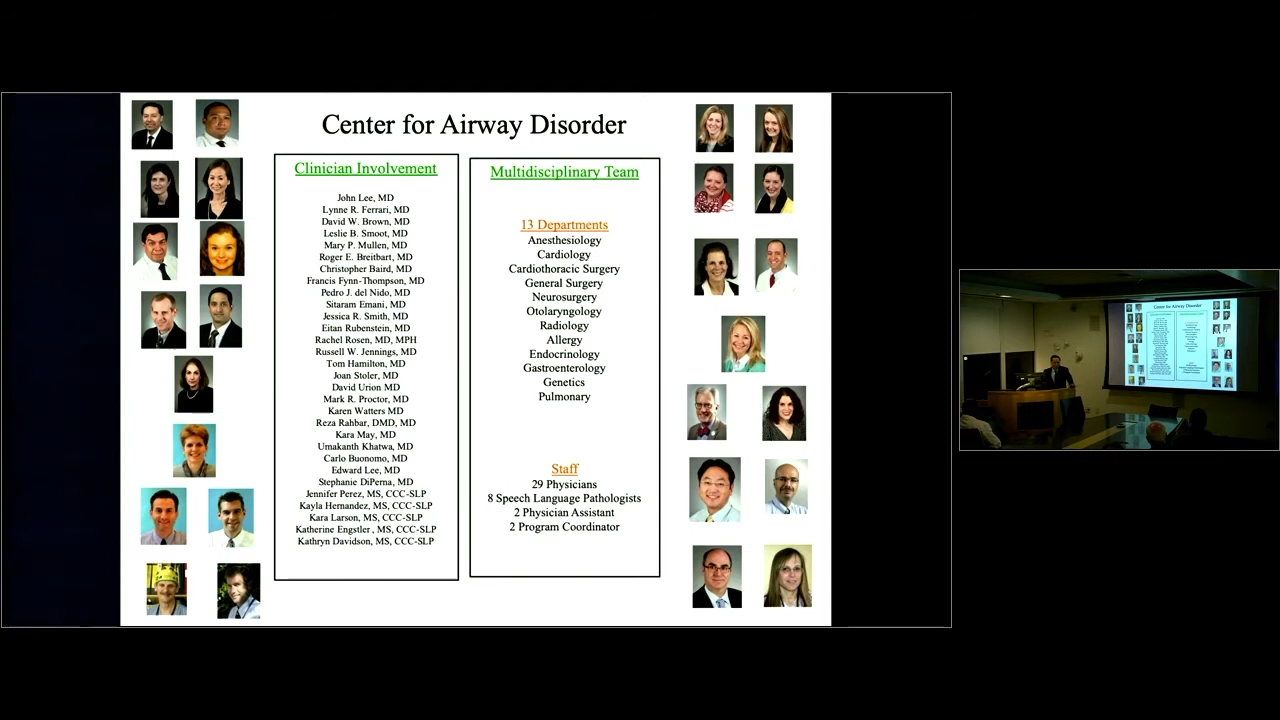 Center for Airway Disorder
Clinician Involvement
John Lee, MD
Lynne R. Ferrari, MD
David W. Brown, MD
Leslie B. Smoot, MD
Mary P. Mullen, MD
Roger E. Breitbart, MD
Christopher Baird, MD
Francis Fynn-Thompson, MD
Pedro J. del Nido, MD
Sitaram Emani, MD
Jessica R. Smith, MD
Eitan Rubenstein, MD
Rachel Rosen, MD, MPH
Russell W. Jennings, MD
Tom Hamilton, MD
Joan Stoler, MD
David Urion MD
Mark R. Proctor, MD
Karen Watters MD
Reza Rahbar, DMD, MD
Kara May, MD
Umakanth Khatwa, MD
Carlo Buonomo, MD
Edward Lee, MD
Stephanie DiPerna, MD
Jennifer Perez, MS, CCC-SLP
Kayla Hernandez, MS, CCC-SLP
Kara Larson, MS, CCC-SLP
Katherine Engstler , MS, CCC-SLP
Kathryn Davidson, MS, CCC-SLP
Multidisciplinary Team
13 Departments
Anesthesiology
Cardiology
Cardiothoracic Surgery
General Surgery
Neurosurgery
Otolaryngology
Radiology
Allergy
Endocrinology
Gastroenterology
Genetics
Pulmonary
Staff
29 Physicians
8 Speech Language Pathologists
2 Physician Assistant
2 Program Coordinator
Center for Airway Disorder